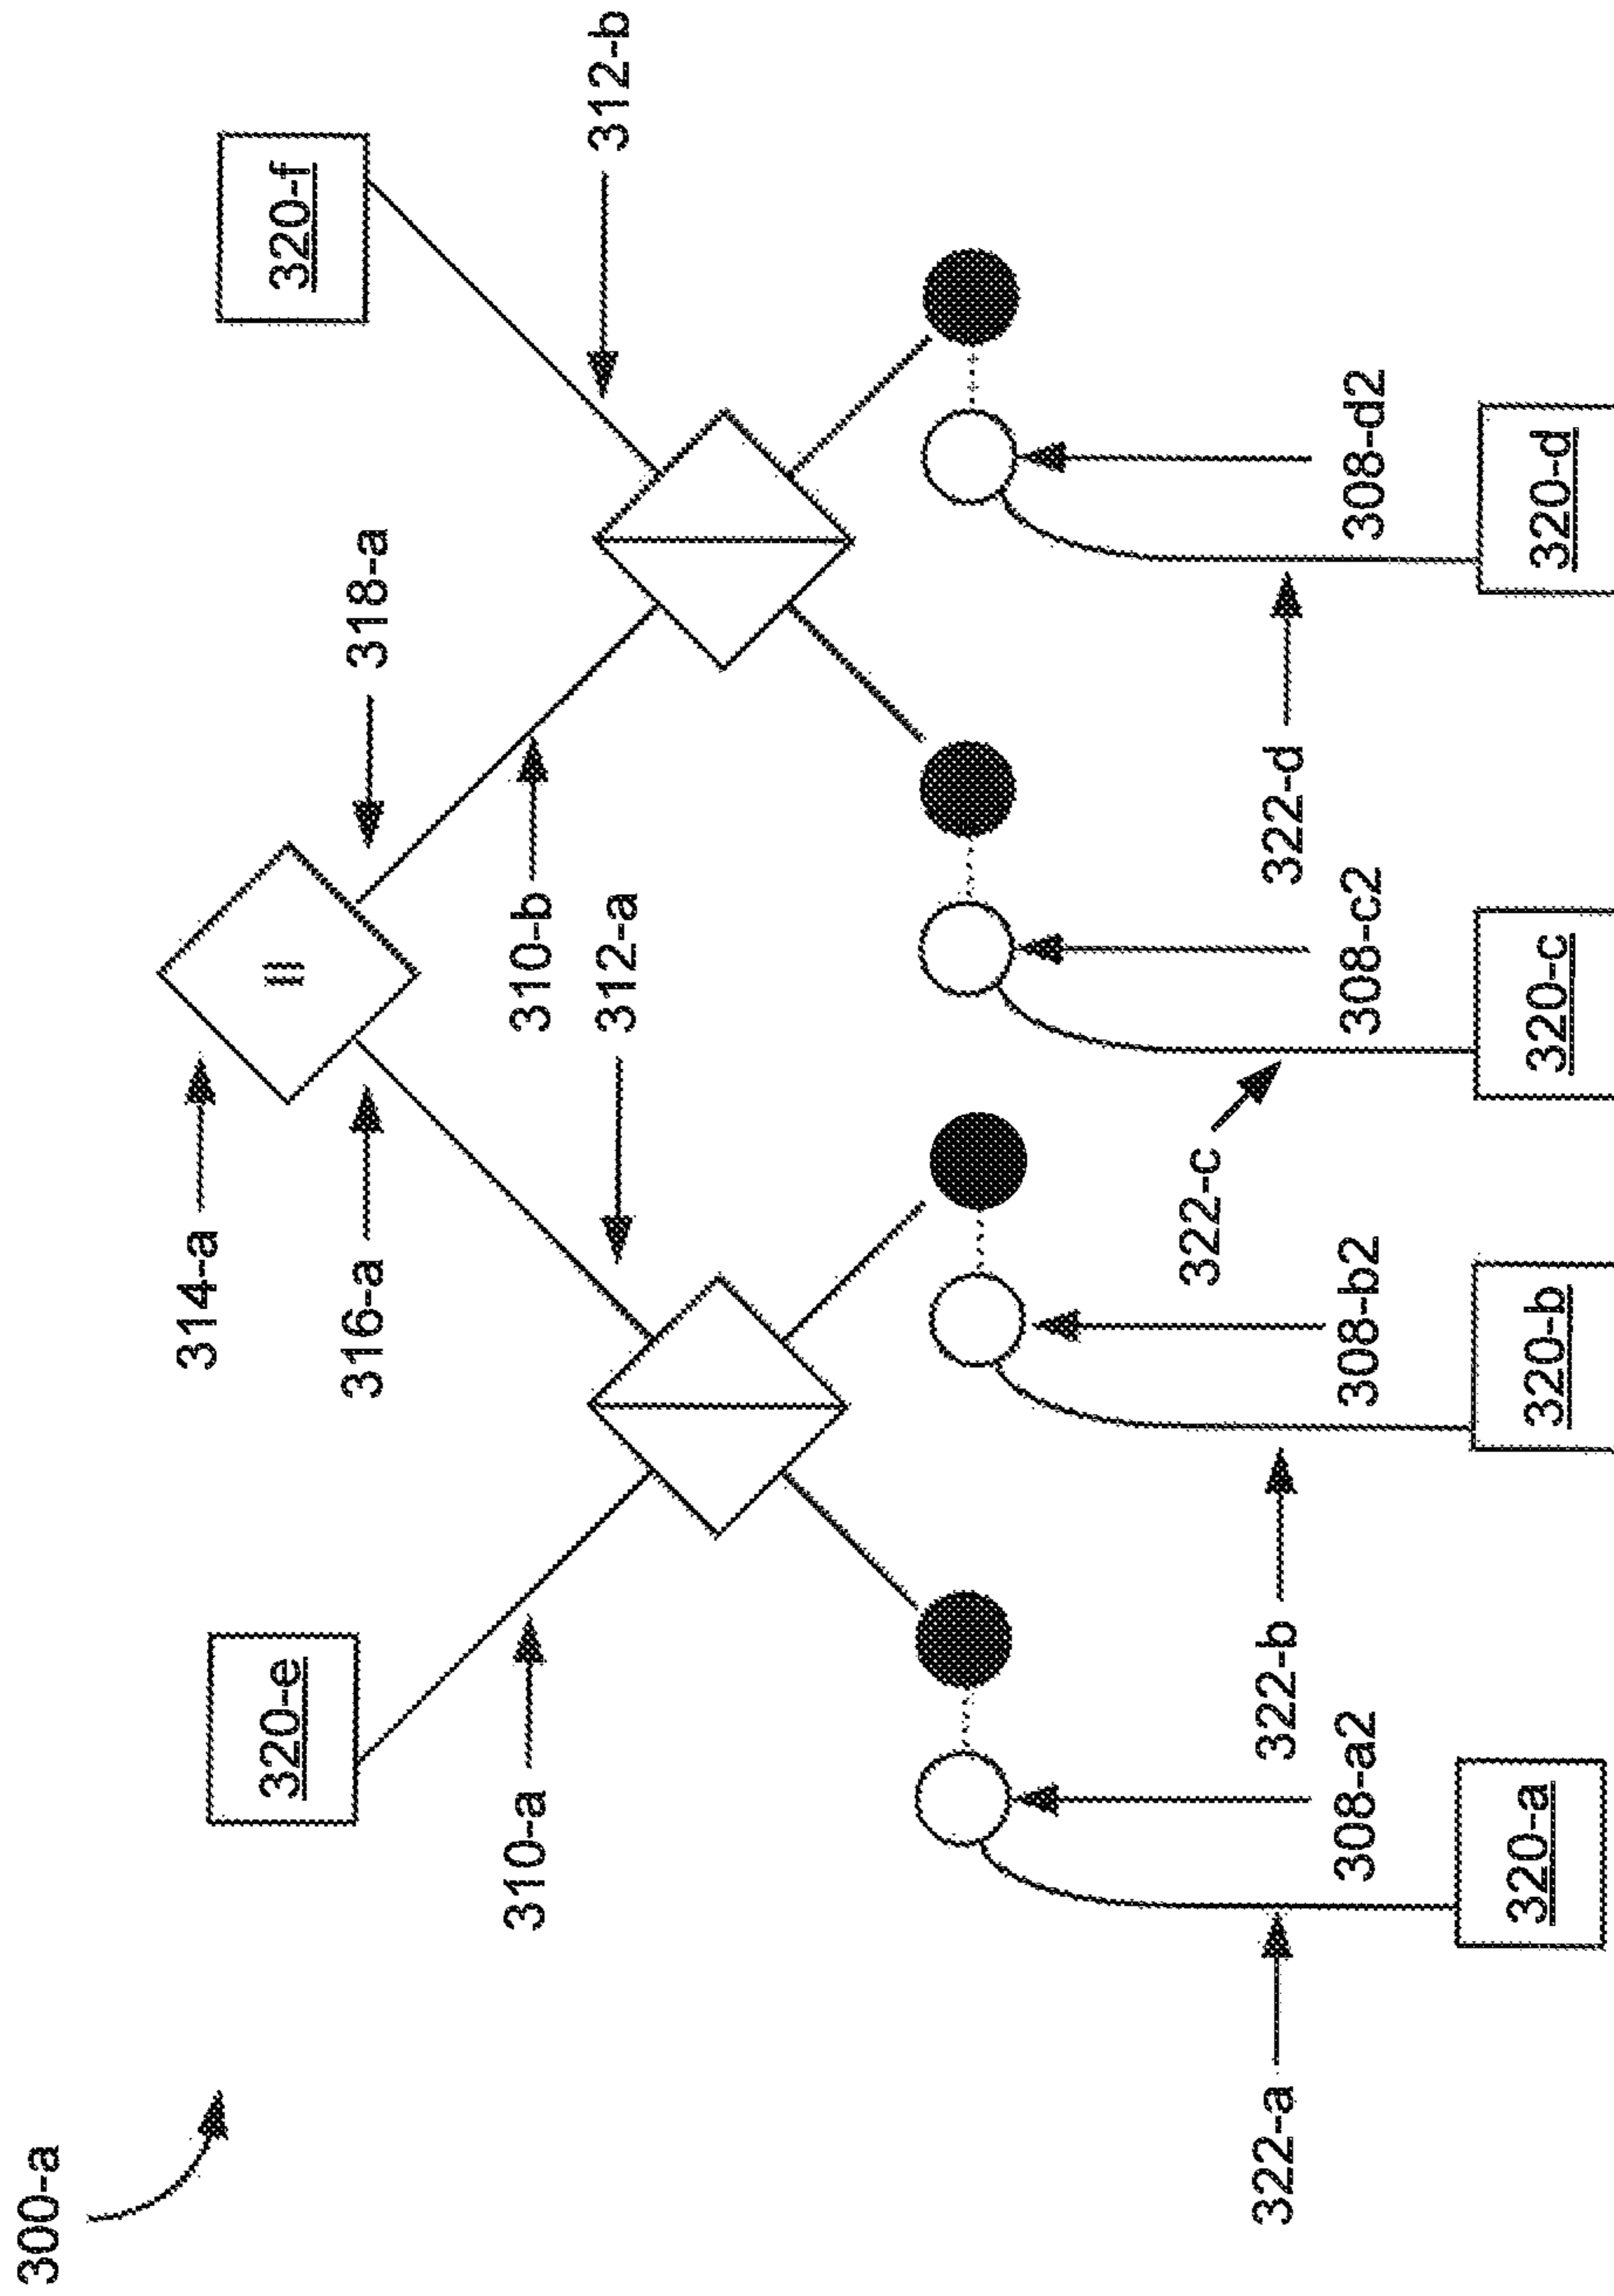 300-a
314-a
320-e
II
320-f
316-a
318-a
310-a
310-b
312-a
312-b
322-c
322-a
322-b
322-d
308-a2
308-b2
308-c2
308-d2
320-a
320-b
320-c
320-d